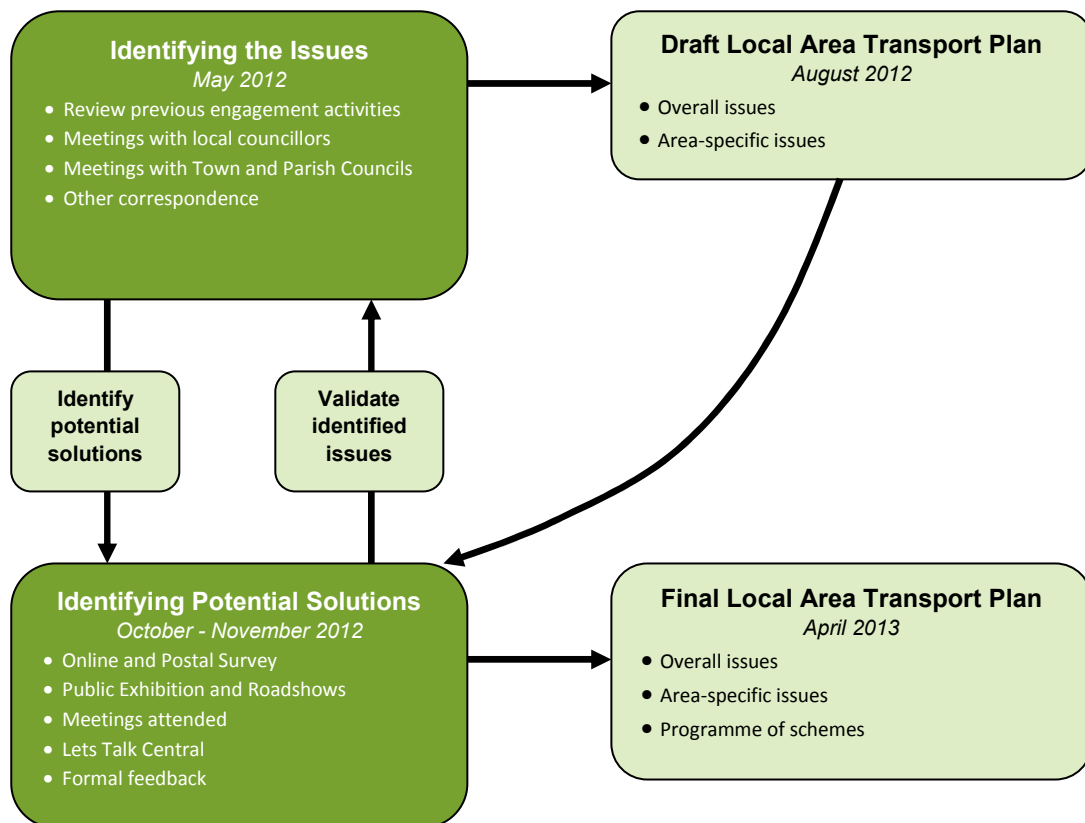 Identifying the Issues
May 2012
• Review previous engagement activities
• Meetings with local councillors
• Meetings with Town and Parish Councils
• Other correspondence
Draft Local Area Transport Plan
August 2012
• Overall issues
• Area-specific issues
Identify
potential
solutions
Validate
identified
issues
Identifying Potential Solutions
October - November 2012
• Online and Postal Survey
• Public Exhibition and Roadshows
• Meetings attended
• Lets Talk Central
• Formal feedback
Final Local Area Transport Plan
April 2013
• Overall issues
• Area-specific issues
• Programme of schemes